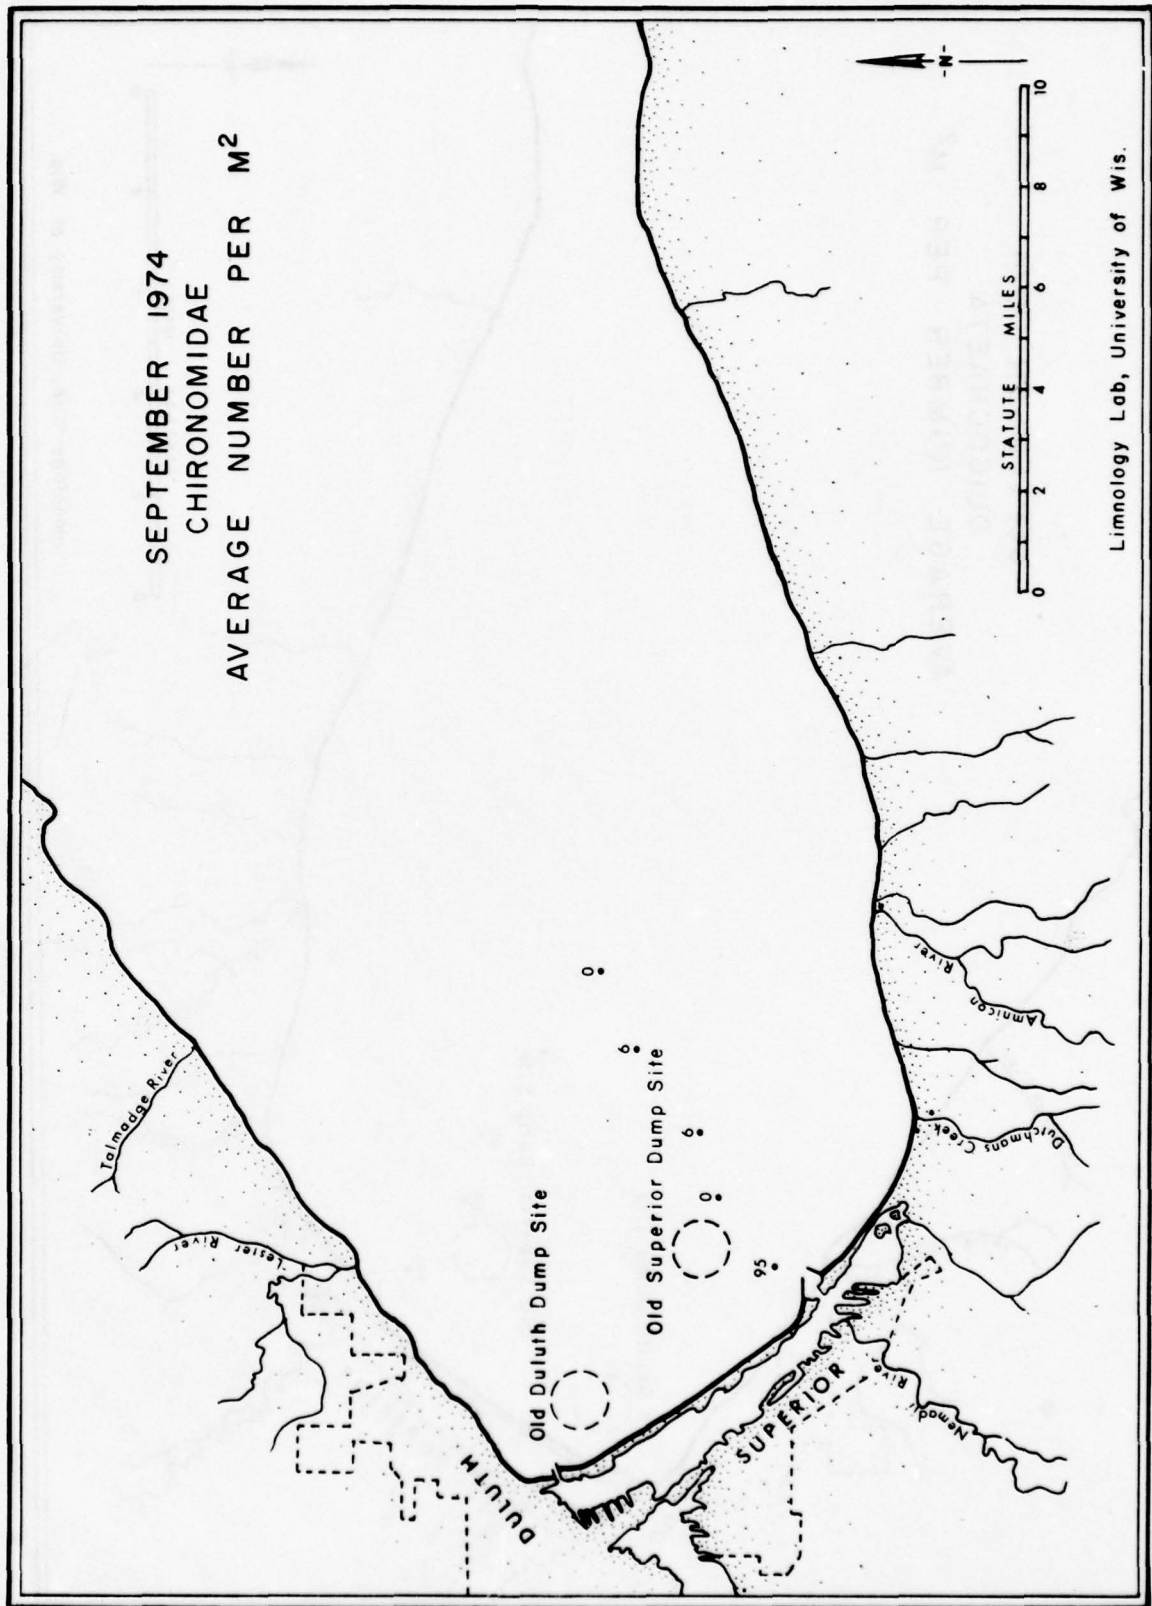 SEPTEMBER 1974
CHIRONOMIDAE
AVERAGE NUMBER PER M²
Talmadge River
Lester River
DULUTH
Old Duluth Dump Site
Old Superior Dump Site
0
6
6
0
95
SUPERIOR
Nemadji River
Dutchmans Creek
Amnicon River
-N-
STATUTE MILES
0 2 4 6 8 10
Limnology Lab, University of Wis.